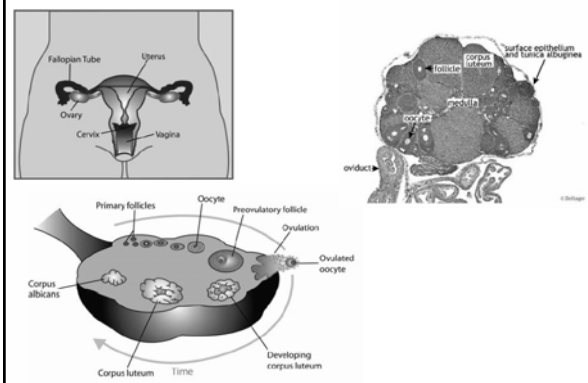 Fallopian Tube
Uterus
Ovary
Cervix
Vagina
corpus
luteum
surface epithelium
and tunica albuginea
follicle
medulla
oocyte
oviduct
Primary follicles
Oocyte
Preovulatory follicle
Ovulation
Ovulated
oocyte
Corpus
albicans
Corpus luteum
Time
Developing
corpus luteum